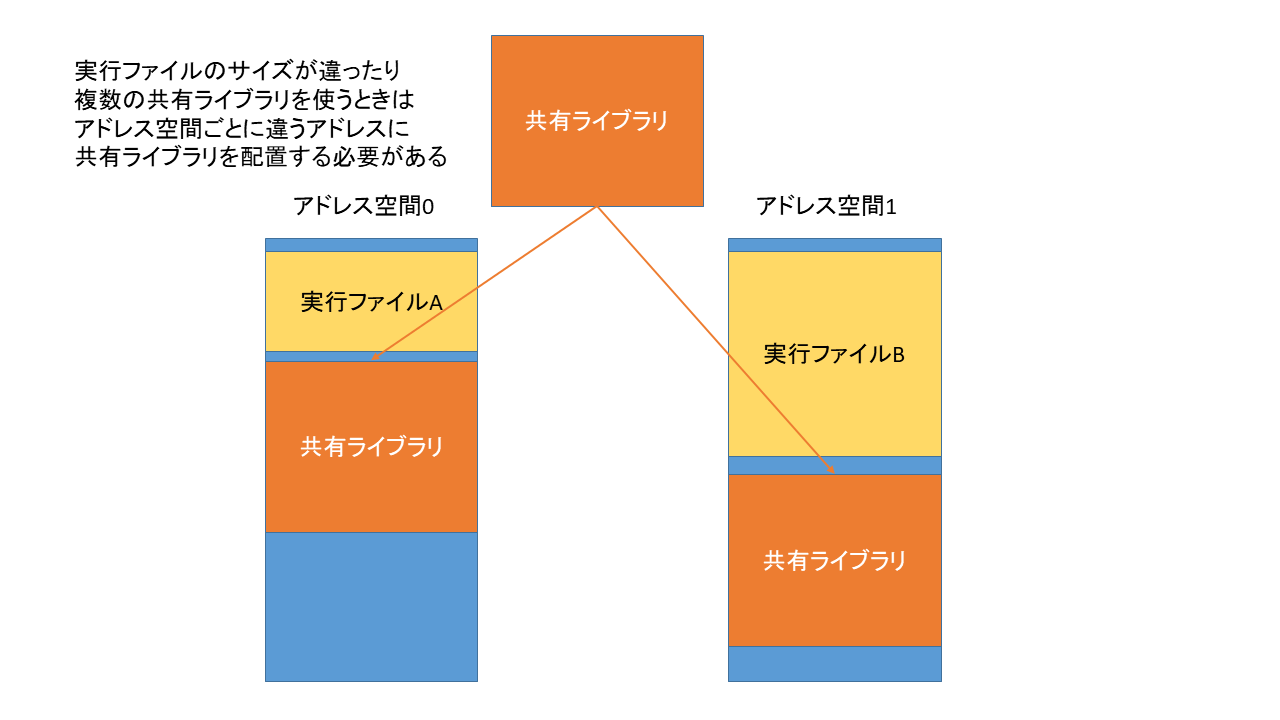 実行ファイルのサイズが違ったり
複数の共有ライブラリを使うときは
アドレス空間ごとに違うアドレスに
共有ライブラリを配置する必要がある
共有ライブラリ
アドレス空間0
アドレス空間1
実行ファイルA
実行ファイルB
共有ライブラリ
共有ライブラリ